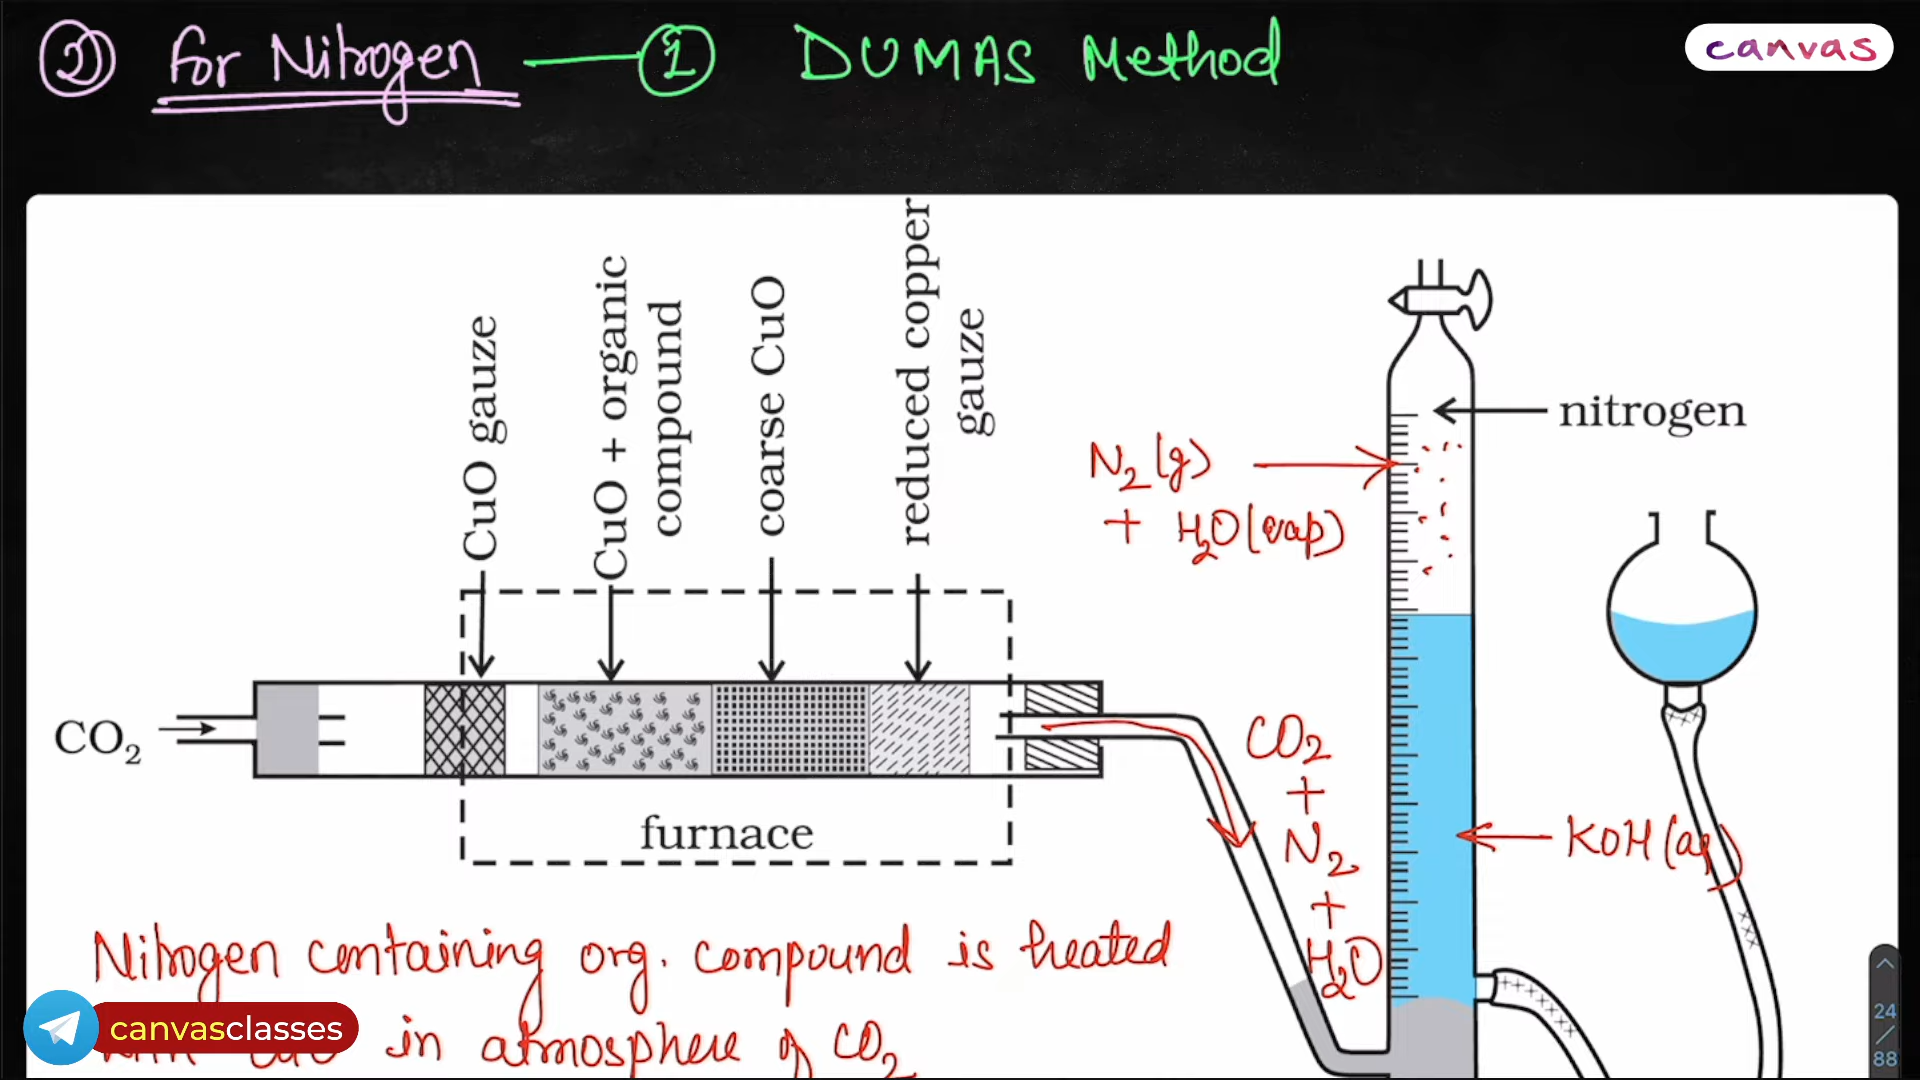 ② For Nitrogen — ① DUMAS Method
canvas
CuO gauze
CuO + organic
compound
coarse CuO
reduced copper
gauze
nitrogen
N₂(g)
+ H₂O(vap)
CO₂
furnace
CO₂
+
N₂
+
H₂O
KOH(aq)
Nitrogen containing org. compound is heated
in atmosphere of CO₂
canvasclasses
24
/
88